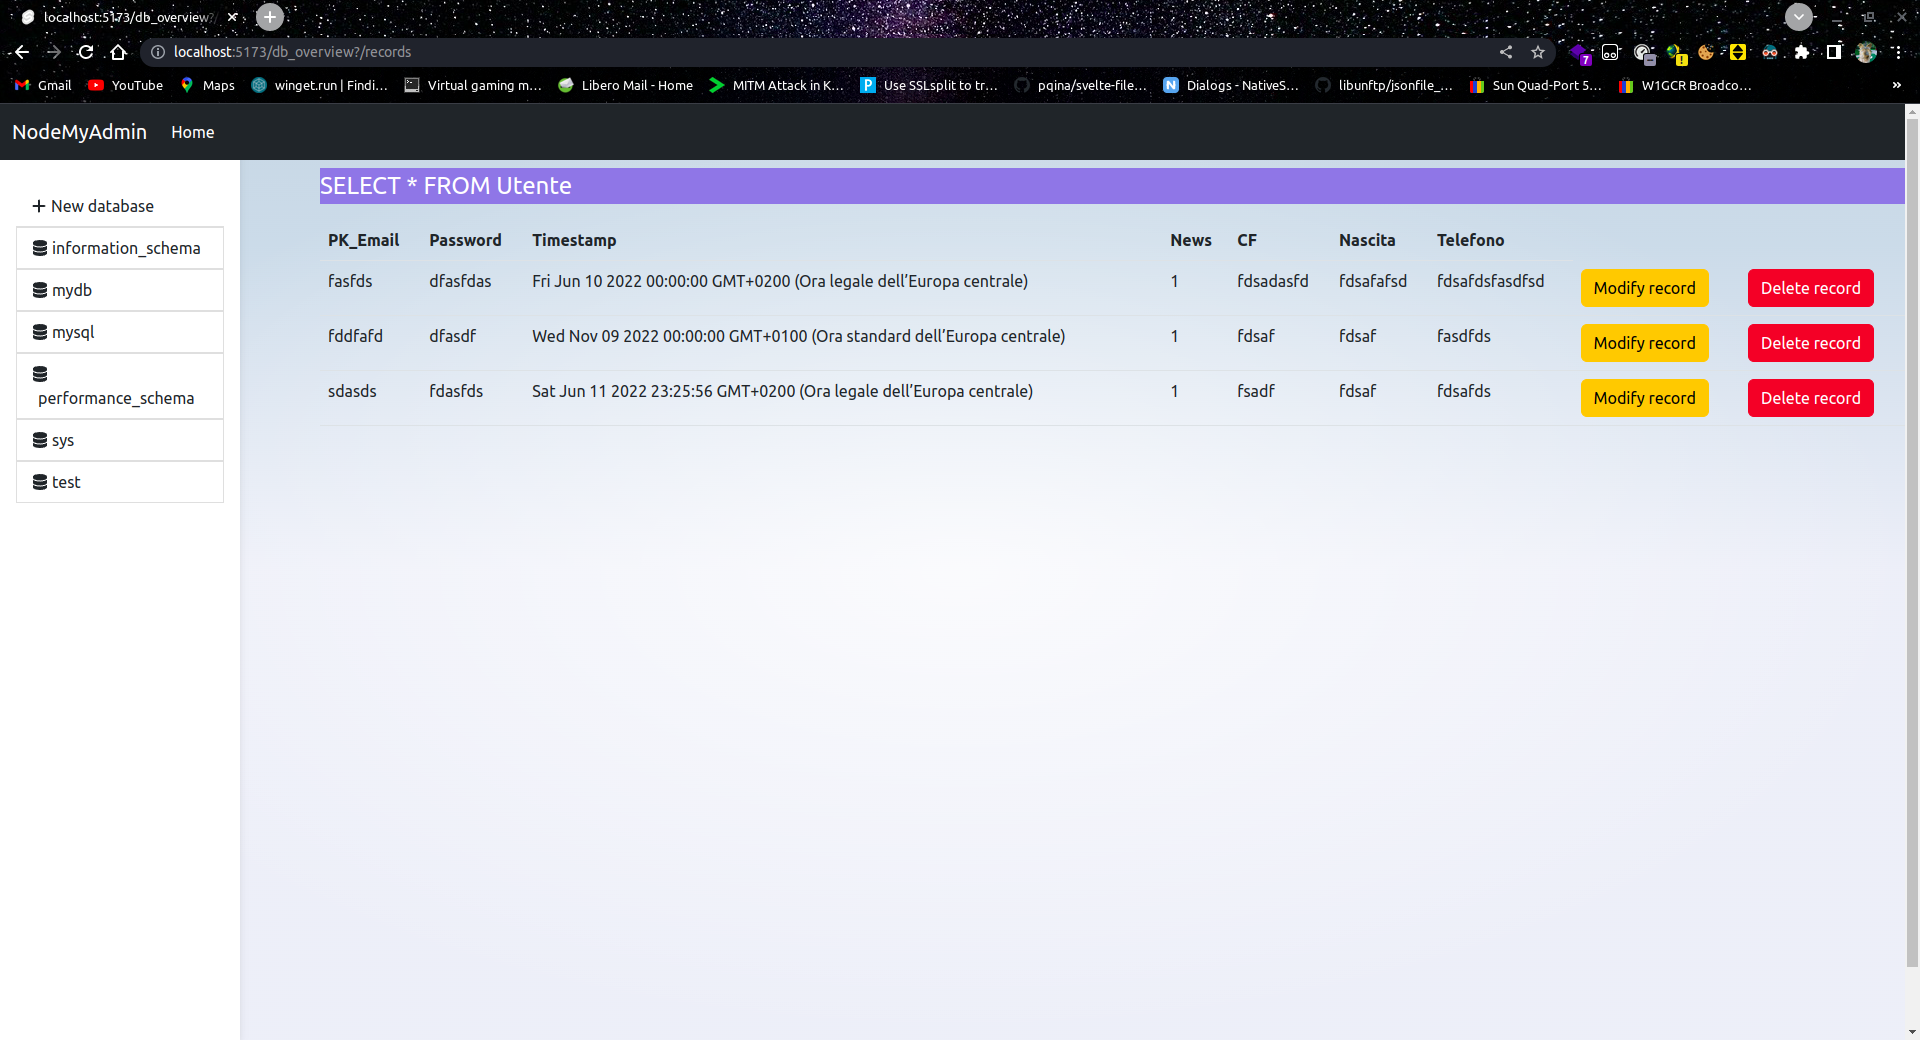 localhost:5173/db_overview?/
localhost:5173/db_overview?/records
Gmail YouTube Maps winget.run | Findi... Virtual gaming m... Libero Mail - Home MITM Attack in K... Use SSLsplit to tr... pqina/svelte-file... Dialogs - NativeS... libunftp/jsonfile_... Sun Quad-Port 5... W1GCR Broadco... »
NodeMyAdmin Home
+ New database
information_schema
mydb
mysql
performance_schema
sys
test
SELECT * FROM Utente
PK_Email Password Timestamp News CF Nascita Telefono
fasfds dfasfdas Fri Jun 10 2022 00:00:00 GMT+0200 (Ora legale dell’Europa centrale) 1 fdsadasfd fdsafafsd fdsafdsfasdfsd Modify record Delete record
fddfafd dfasdf Wed Nov 09 2022 00:00:00 GMT+0100 (Ora standard dell’Europa centrale) 1 fdsaf fdsaf fasdfds Modify record Delete record
sdasds fdasfds Sat Jun 11 2022 23:25:56 GMT+0200 (Ora legale dell’Europa centrale) 1 fsadf fdsaf fdsafds Modify record Delete record